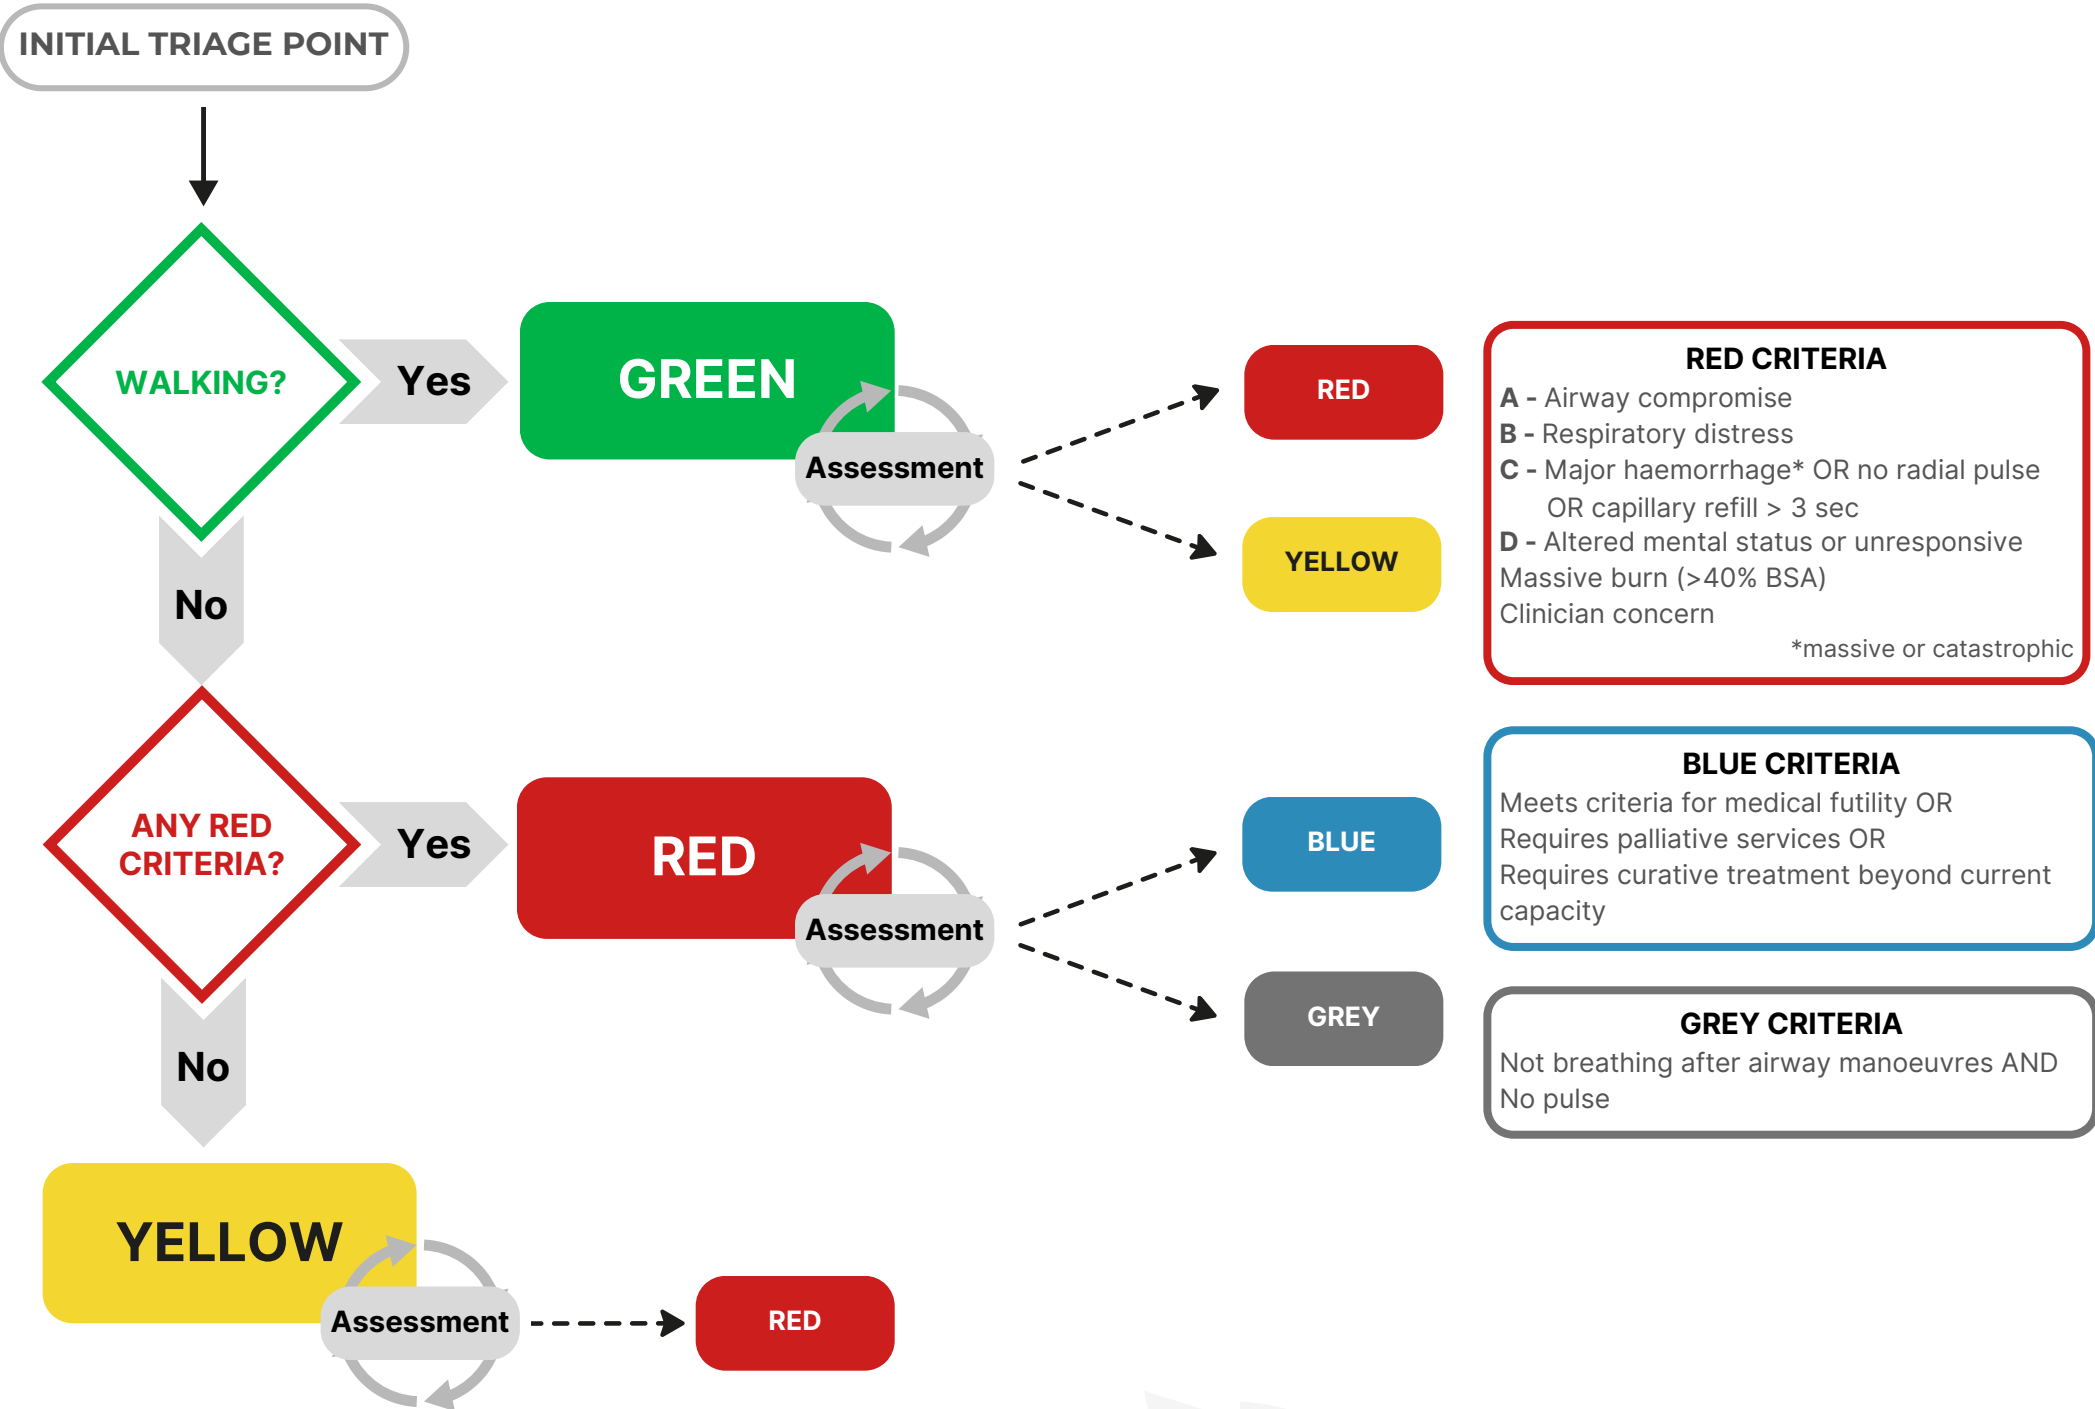 INITIAL TRIAGE POINT
WALKING?
Yes
GREEN
Assessment
RED
YELLOW
RED CRITERIA
A - Airway compromise
B - Respiratory distress
C - Major haemorrhage* OR no radial pulse
OR capillary refill > 3 sec
D - Altered mental status or unresponsive
Massive burn (>40% BSA)
Clinician concern
*massive or catastrophic
No
ANY RED
CRITERIA?
Yes
RED
Assessment
BLUE
GREY
BLUE CRITERIA
Meets criteria for medical futility OR
Requires palliative services OR
Requires curative treatment beyond current
capacity
GREY CRITERIA
Not breathing after airway manoeuvres AND
No pulse
No
YELLOW
Assessment
RED